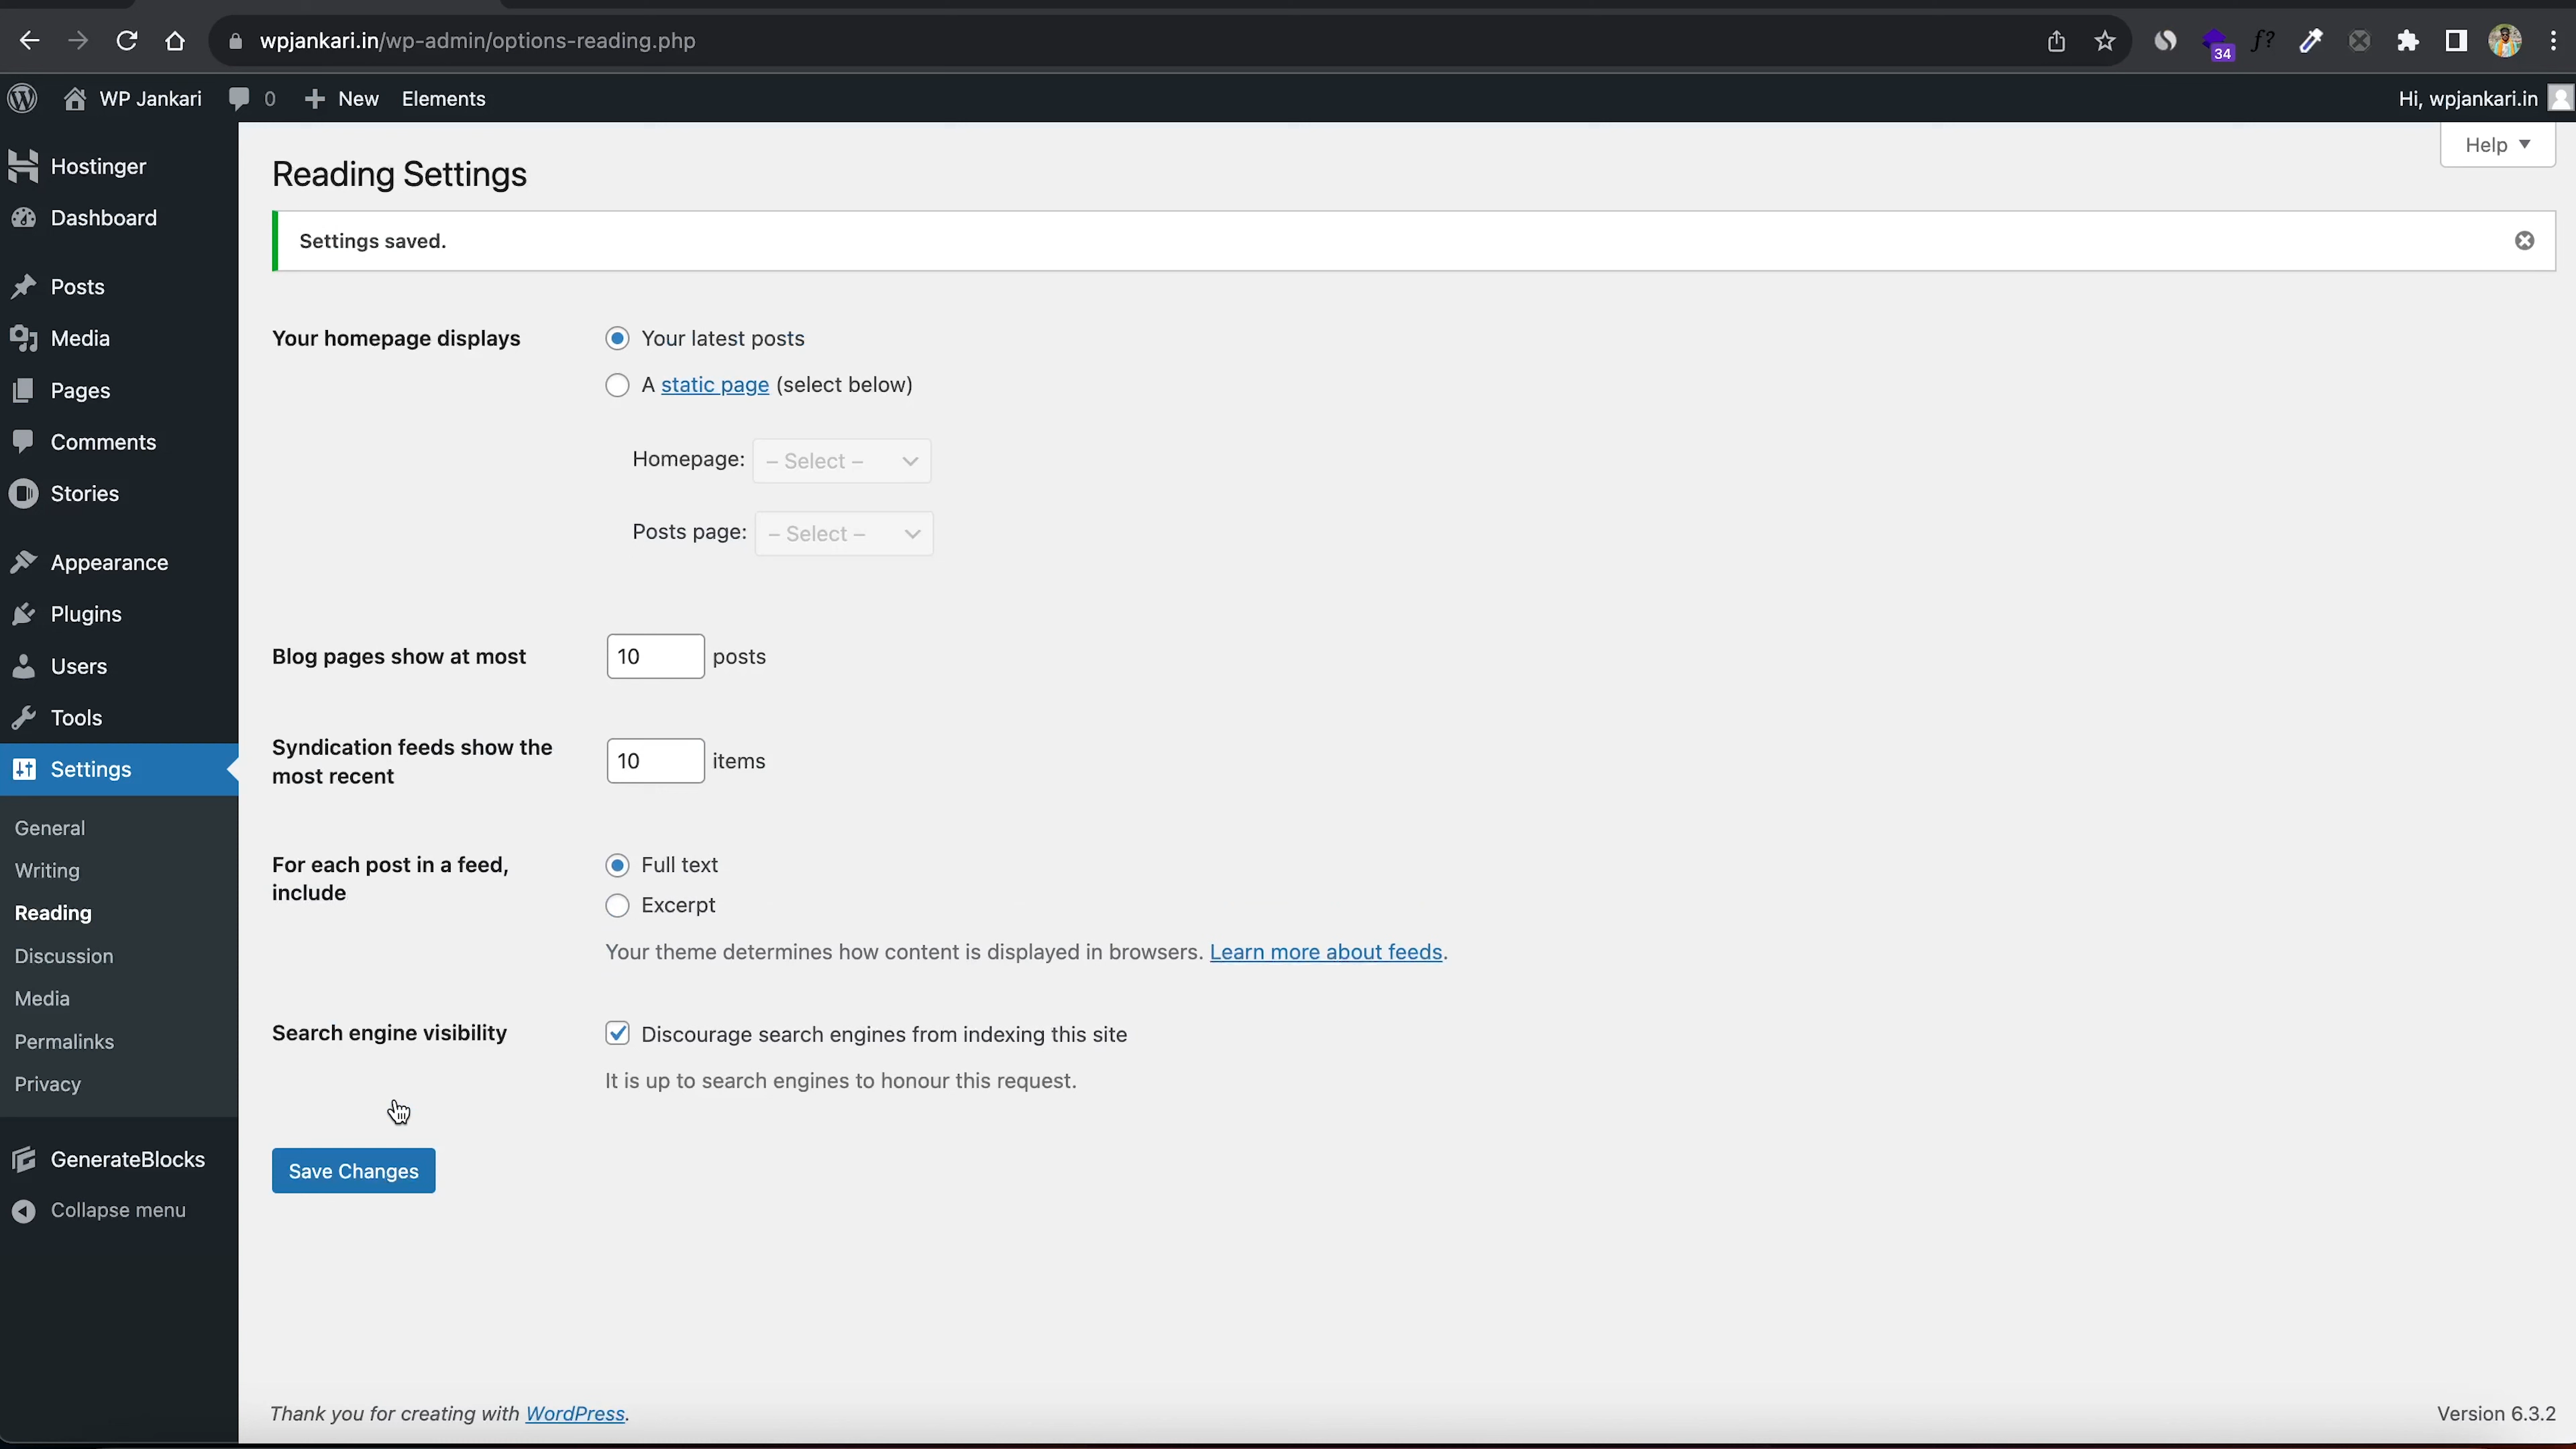 wpjankari.in/wp-admin/options-reading.php
34
f?
WP Jankari
0
New
Elements
Hi, wpjankari.in
Hostinger
Dashboard
Posts
Media
Pages
Comments
Stories
Appearance
Plugins
Users
Tools
Settings
General
Writing
Reading
Discussion
Media
Permalinks
Privacy
GenerateBlocks
Collapse menu
Help
Reading Settings
Settings saved.
Your homepage displays
Your latest posts
A static page (select below)
Homepage: – Select –
Posts page: – Select –
Blog pages show at most
10 posts
Syndication feeds show the
most recent
10 items
For each post in a feed,
include
Full text
Excerpt
Your theme determines how content is displayed in browsers. Learn more about feeds.
Search engine visibility
Discourage search engines from indexing this site
It is up to search engines to honour this request.
Save Changes
Thank you for creating with WordPress.
Version 6.3.2